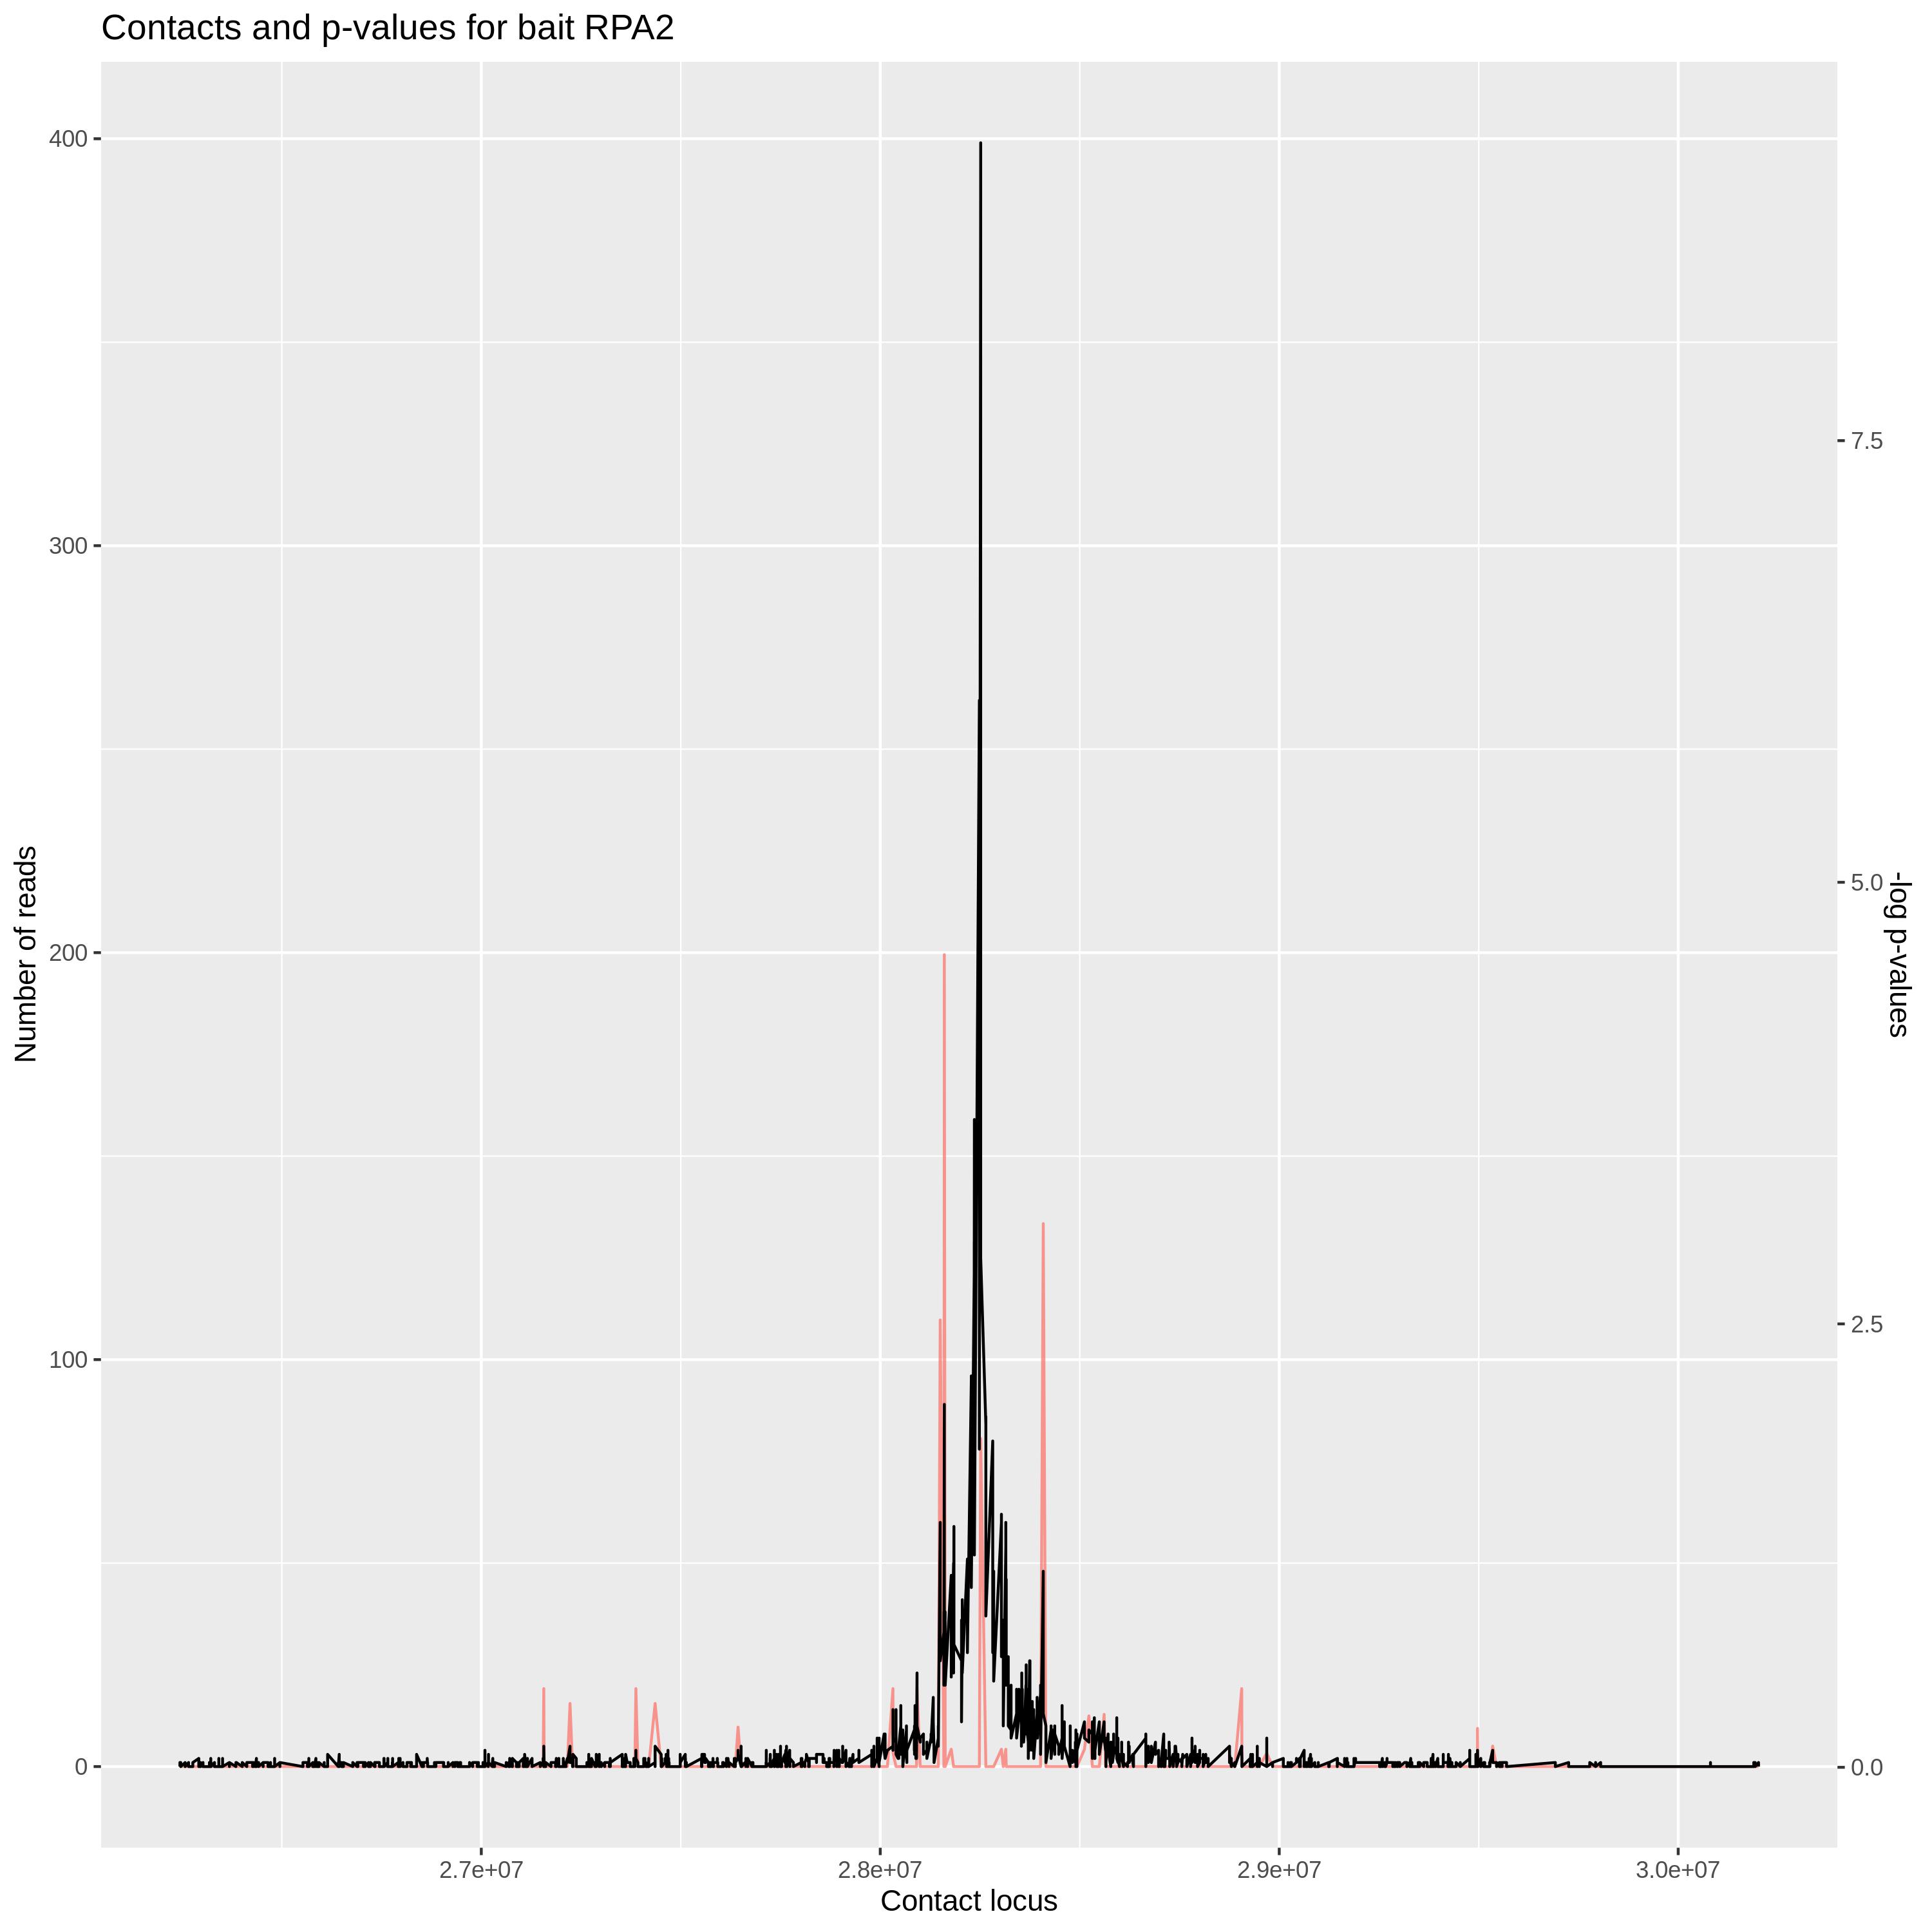 Contacts and p-values for bait RPA2
400
300
200
100
0
Number of reads
7.5
5.0
2.5
0.0
-log p-values
2.7e+07
2.8e+07
2.9e+07
3.0e+07
Contact locus